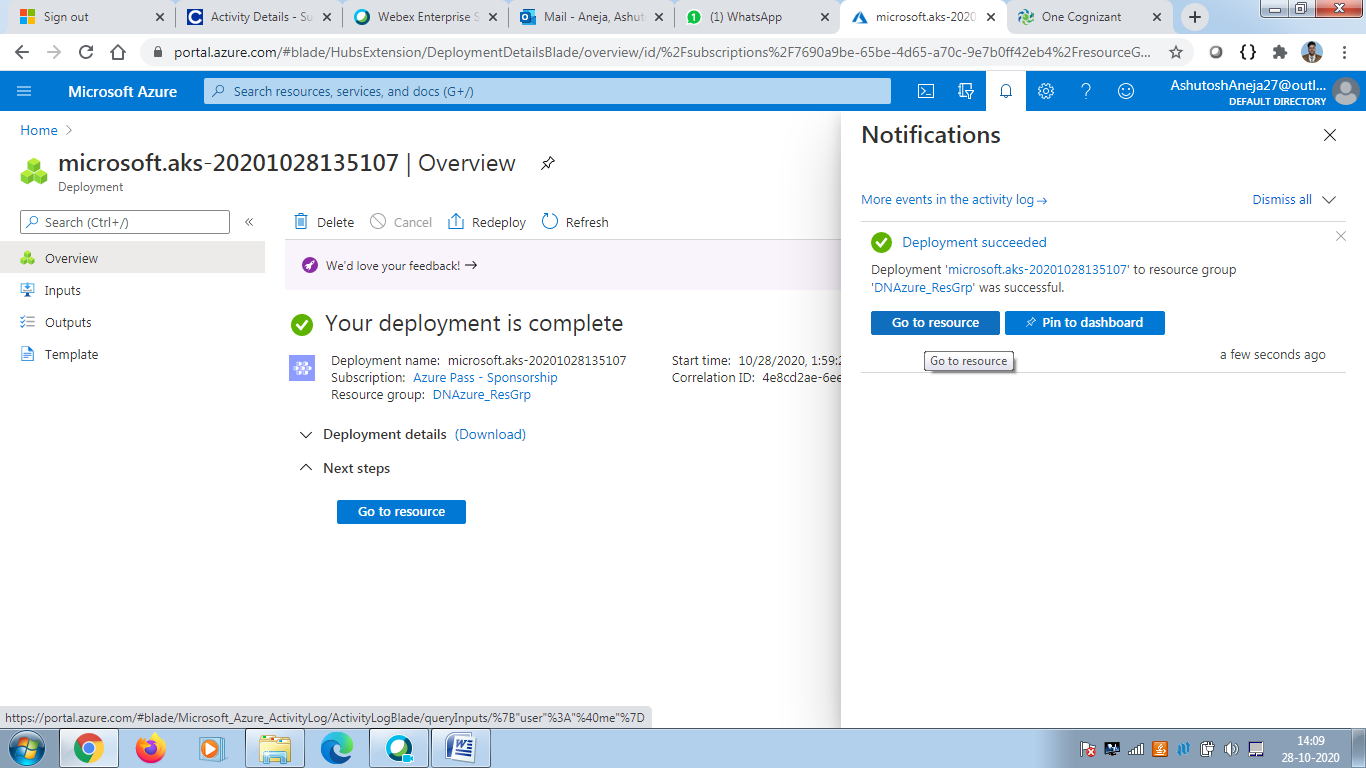 Sign out
Activity Details - Su
Webex Enterprise S
Mail - Aneja, Ashut
(1) WhatsApp
microsoft.aks-2020
One Cognizant
portal.azure.com/#blade/HubsExtension/DeploymentDetailsBlade/overview/id/%2Fsubscriptions%2F7690a9be-65be-4d65-a70c-9e7b0ff42eb4%2FresourceG...
Microsoft Azure
Search resources, services, and docs (G+/)
AshutoshAneja27@outl...
DEFAULT DIRECTORY
Home
microsoft.aks-20201028135107 | Overview
Deployment
Search (Ctrl+/)
Overview
Inputs
Outputs
Template
Delete
Cancel
Redeploy
Refresh
We'd love your feedback! →
Your deployment is complete
Deployment name: microsoft.aks-20201028135107
Subscription: Azure Pass - Sponsorship
Resource group: DNAzure_ResGrp
Start time: 10/28/2020, 1:59:2
Correlation ID: 4e8cd2ae-6ee
Deployment details (Download)
Next steps
Go to resource
Notifications
More events in the activity log →
Dismiss all
Deployment succeeded
Deployment 'microsoft.aks-20201028135107' to resource group
'DNAzure_ResGrp' was successful.
Go to resource
Pin to dashboard
Go to resource
a few seconds ago
https://portal.azure.com/#blade/Microsoft_Azure_ActivityLog/ActivityLogBlade/queryInputs/%7B"user"%3A"%40me"%7D
14:09
28-10-2020